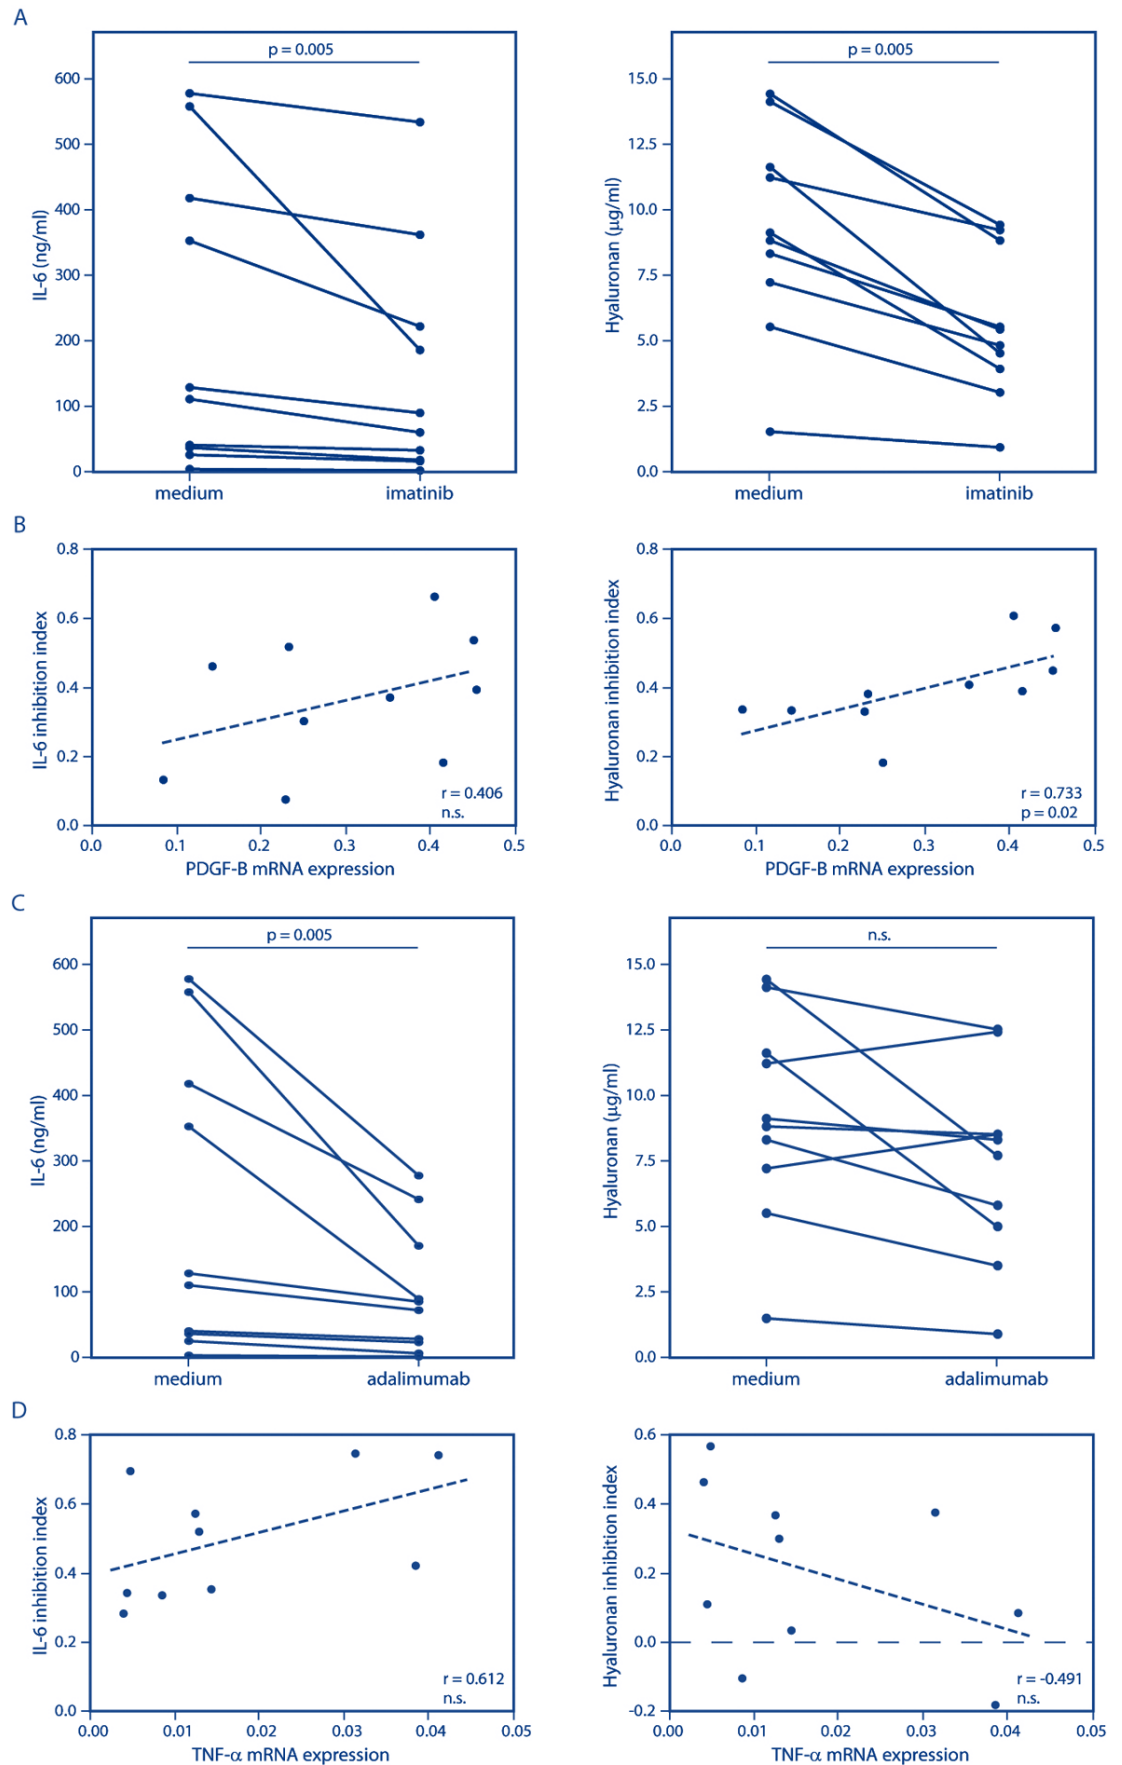 A
p = 0.005
600
500
400
300
200
100
0
IL-6 (ng/ml)
medium
imatinib
p = 0.005
15.0
12.5
10.0
7.5
5.0
2.5
0.0
Hyaluronan (μg/ml)
medium
imatinib
B
0.8
0.6
0.4
0.2
0.0
IL-6 inhibition index
r = 0.406
n.s.
0.0 0.1 0.2 0.3 0.4 0.5
PDGF-B mRNA expression
0.8
0.6
0.4
0.2
0.0
Hyaluronan inhibition index
r = 0.733
p = 0.02
0.0 0.1 0.2 0.3 0.4 0.5
PDGF-B mRNA expression
C
p = 0.005
600
500
400
300
200
100
0
IL-6 (ng/ml)
medium
adalimumab
n.s.
15.0
12.5
10.0
7.5
5.0
2.5
0.0
Hyaluronan (μg/ml)
medium
adalimumab
D
0.8
0.6
0.4
0.2
0.0
IL-6 inhibition index
r = 0.612
n.s.
0.00 0.01 0.02 0.03 0.04 0.05
TNF-α mRNA expression
0.6
0.4
0.2
0.0
-0.2
Hyaluronan inhibition index
r = -0.491
n.s.
0.00 0.01 0.02 0.03 0.04 0.05
TNF-α mRNA expression